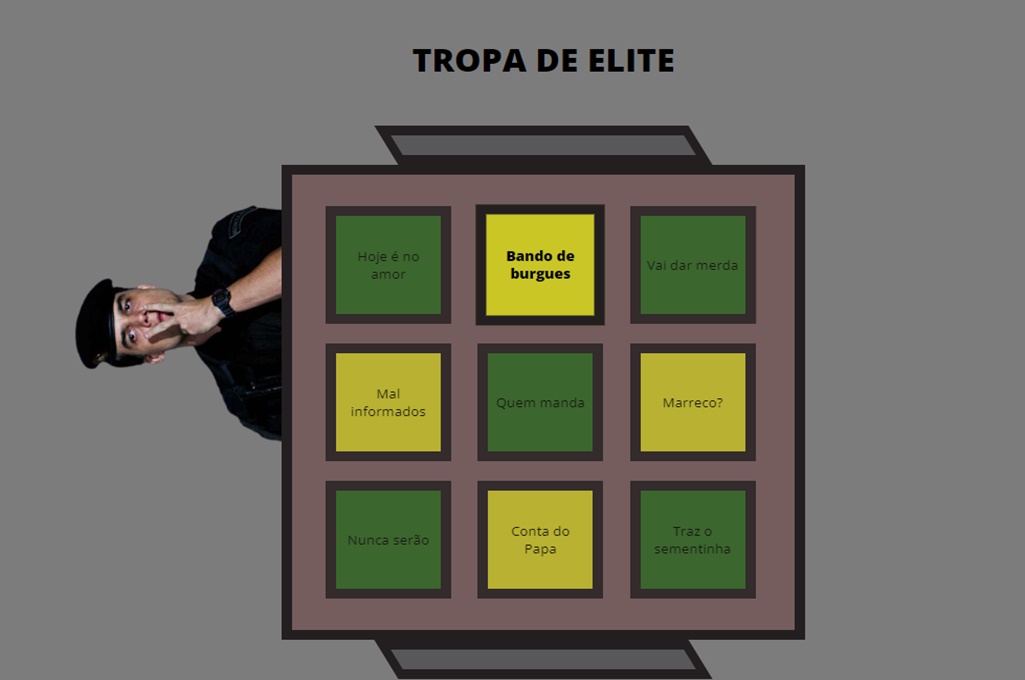 TROPA DE ELITE
Hoje é no
amor
Bando de
burgues
Vai dar merda
Mal
informados
Quem manda
Marreco?
Nunca serão
Conta do
Papa
Traz o
sementinha